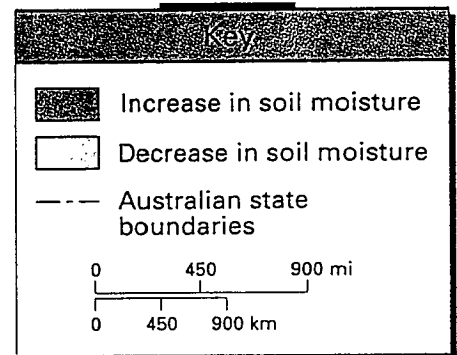 Key
Increase in soil moisture
Decrease in soil moisture
Australian state
boundaries
0 450 900 mi
0 450 900 km